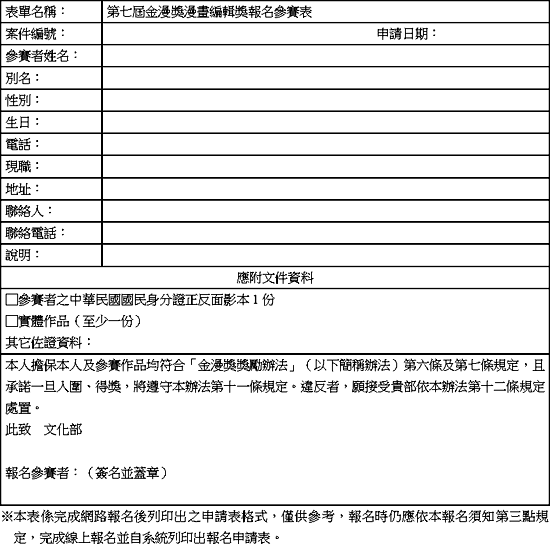 表單名稱： 第七屆金漫獎漫畫編輯獎報名參賽表
案件編號： 申請日期：
參賽者姓名：
別名：
性別：
生日：
電話：
現職：
地址：
聯絡人：
聯絡電話：
說明：
應附文件資料
□參賽者之中華民國國民身分證正反面影本1份
□實體作品（至少一份）
其它佐證資料：
本人擔保本人及參賽作品均符合「金漫獎獎勵辦法」（以下簡稱辦法）第六條及第七條規定，且
承諾一旦入圍、得獎，將遵守本辦法第十一條規定。違反者，願接受貴部依本辦法第十二條規定
處置。
此致　文化部
報名參賽者：（簽名並蓋章）
※本表係完成網路報名後列印出之申請表格式，僅供參考，報名時仍應依本報名須知第三點規
定，完成線上報名並自系統列印出報名申請表。